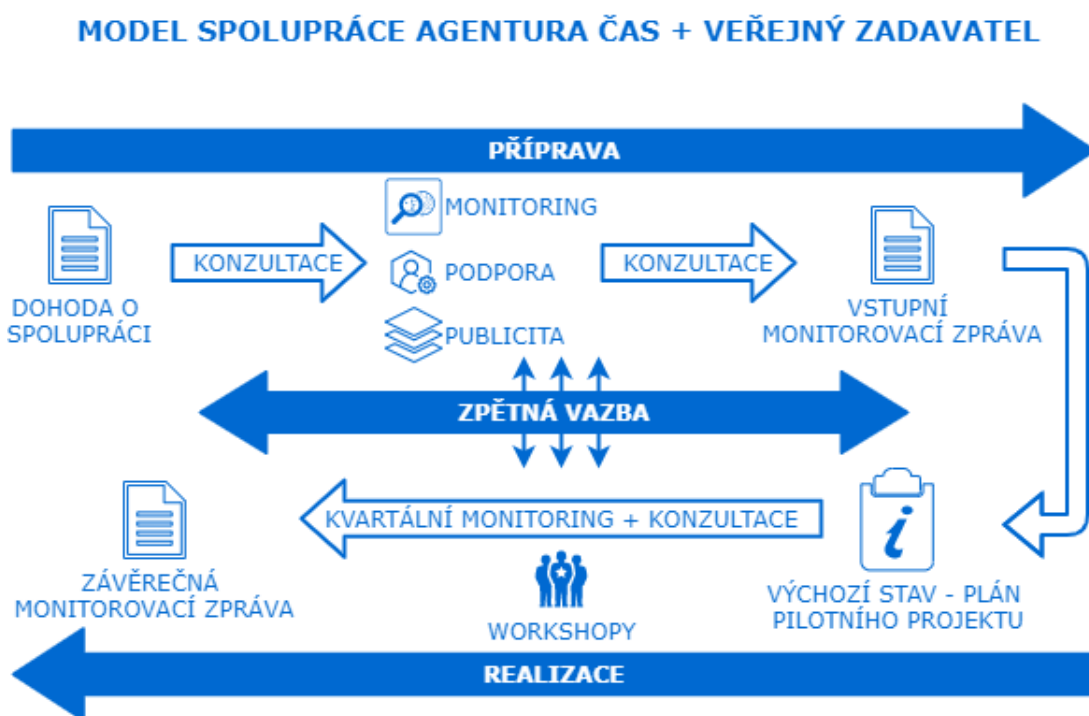 MODEL SPOLUPRÁCE AGENTURA ČAS + VEŘEJNÝ ZADAVATEL
PŘÍPRAVA
MONITORING
KONZULTACE
PODPORA
KONZULTACE
PUBLICITA
DOHODA O
SPOLUPRÁCI
VSTUPNÍ
MONITOROVACÍ ZPRÁVA
ZPĚTNÁ VAZBA
KVARTÁLNÍ MONITORING + KONZULTACE
ZÁVĚREČNÁ
MONITOROVACÍ ZPRÁVA
WORKSHOPY
VÝCHOZÍ STAV - PLÁN
PILOTNÍHO PROJEKTU
REALIZACE